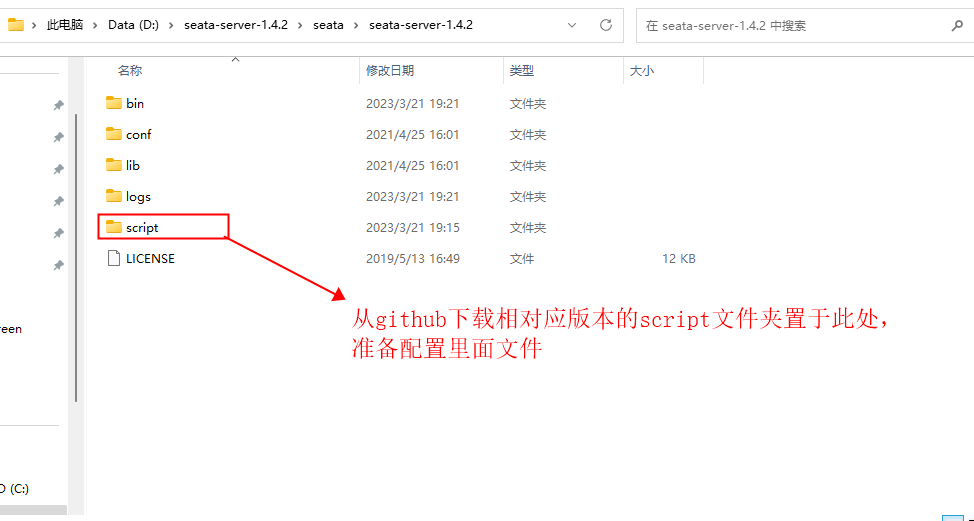 此电脑 > Data (D:) > seata-server-1.4.2 > seata > seata-server-1.4.2
在 seata-server-1.4.2 中搜索
名称 修改日期 类型 大小
bin 2023/3/21 19:21 文件夹
conf 2021/4/25 16:01 文件夹
lib 2021/4/25 16:01 文件夹
logs 2023/3/21 19:21 文件夹
script 2023/3/21 19:15 文件夹
LICENSE 2019/5/13 16:49 文件 12 KB
从github下载相对应版本的script文件夹置于此处，
准备配置里面文件
reen
(C:)